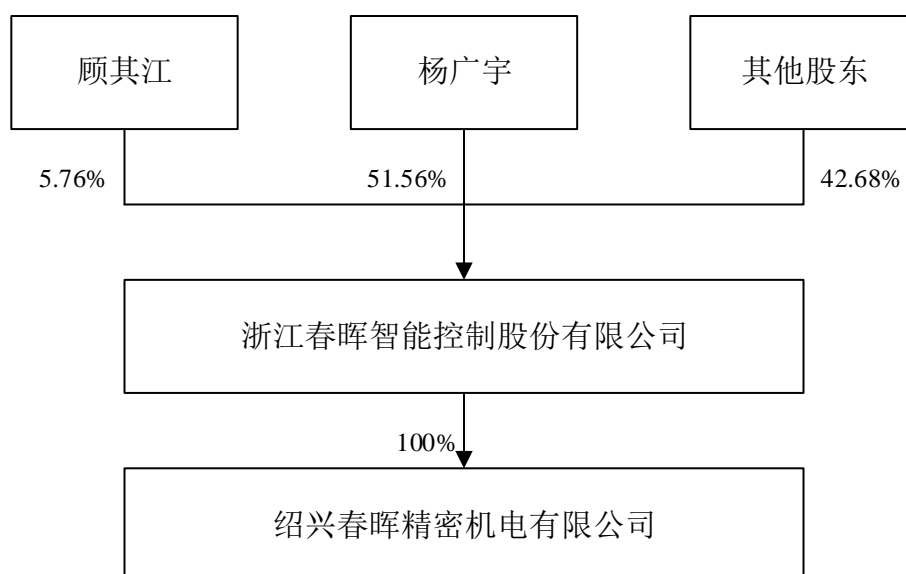 顾其江
杨广宇
其他股东
5.76%
51.56%
42.68%
浙江春晖智能控制股份有限公司
100%
绍兴春晖精密机电有限公司